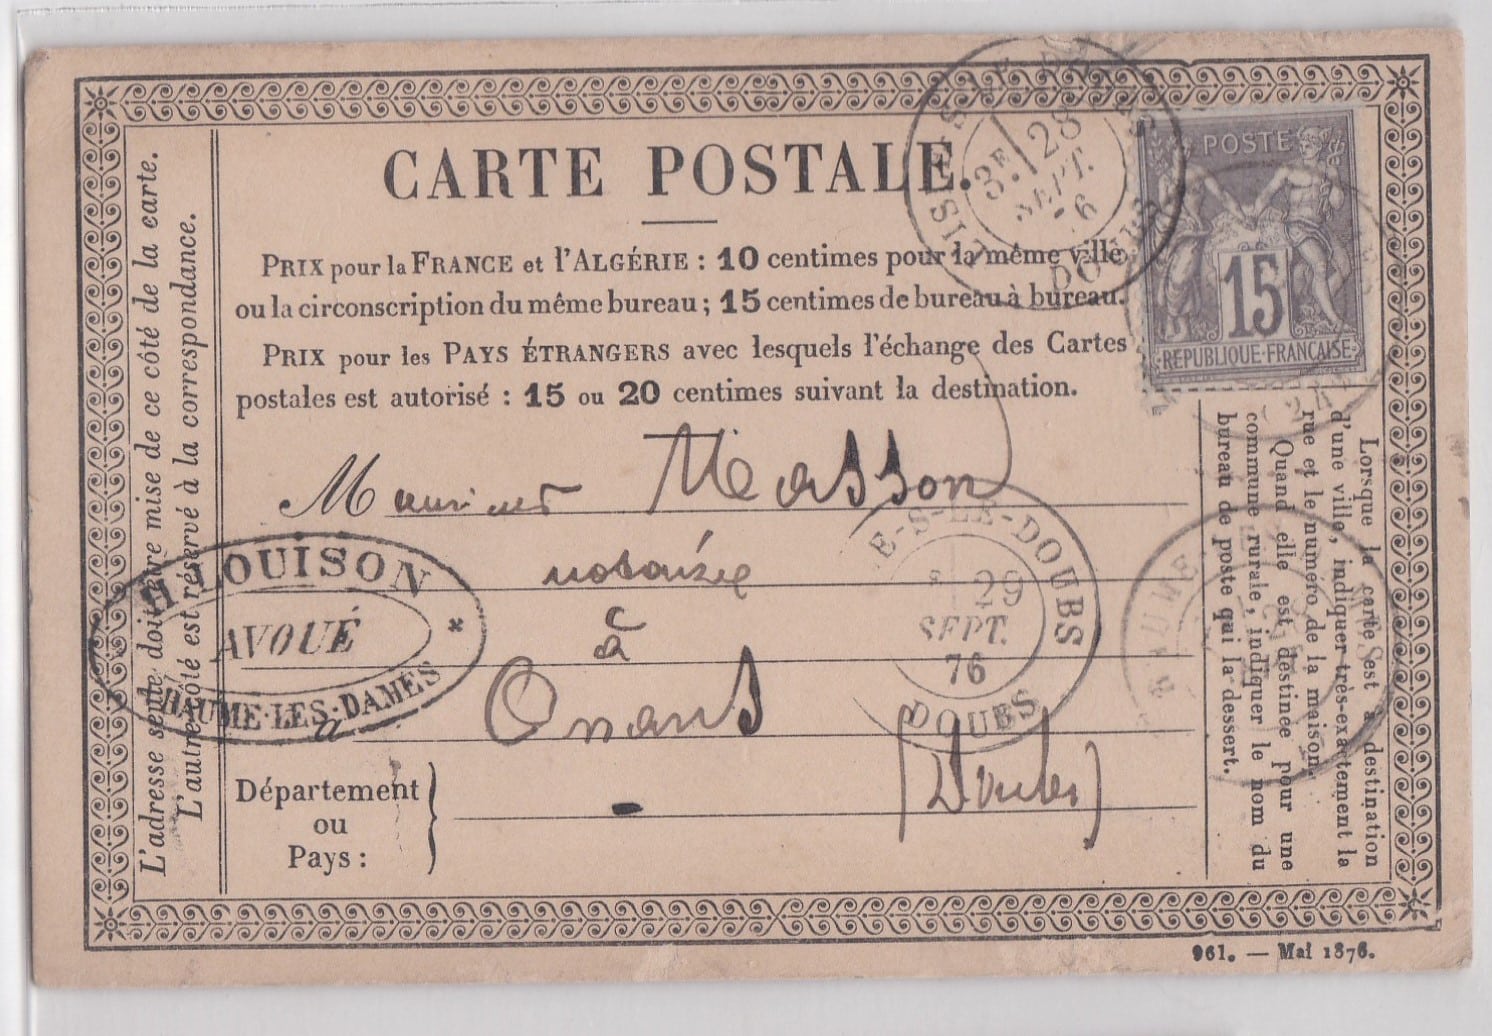 CARTE POSTALE.
PRIX pour la FRANCE et l'ALGÉRIE : 10 centimes pour la même ville
ou la circonscription du même bureau ; 15 centimes de bureau à bureau.
PRIX pour les PAYS ÉTRANGERS avec lesquels l'échange des Cartes
postales est autorisé : 15 ou 20 centimes suivant la destination.
L'adresse seule doit être mise de ce côté de la carte.
L'autre côté est réservé à la correspondance.
POSTE
15
REPUBLIQUE FRANÇAISE
3E 28
SEPT.
76
DOUBS
Monsieur Masson
notaire
à
Onans
(Doubs)
H. LOUISON
AVOUÉ
BAUME-LES-DAMES
a
E-S-LE-DOUBS
29
SEPT.
76
DOUBS
BAUME
Département
ou
Pays :
Lorsque la carte est à destination
d'une ville, indiquer très-exactement la
rue et le numéro de la maison.
Quand elle est destinée pour une
commune rurale, indiquer le nom du
bureau de poste qui la dessert.
961. — Mai 1876.